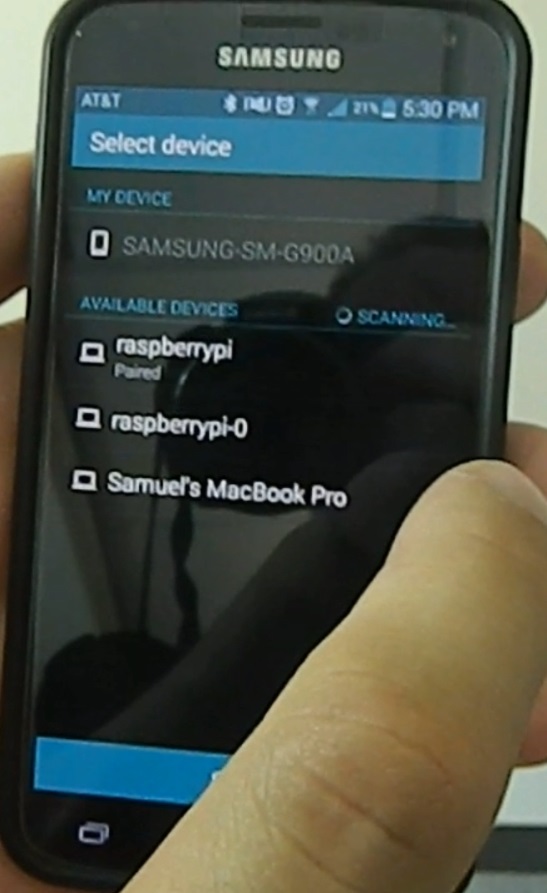 SAMSUNG
AT&T 21% 5:30 PM
Select device
MY DEVICE
SAMSUNG-SM-G900A
AVAILABLE DEVICES SCANNING...
raspberrypi
Paired
raspberrypi-0
Samuel's MacBook Pro